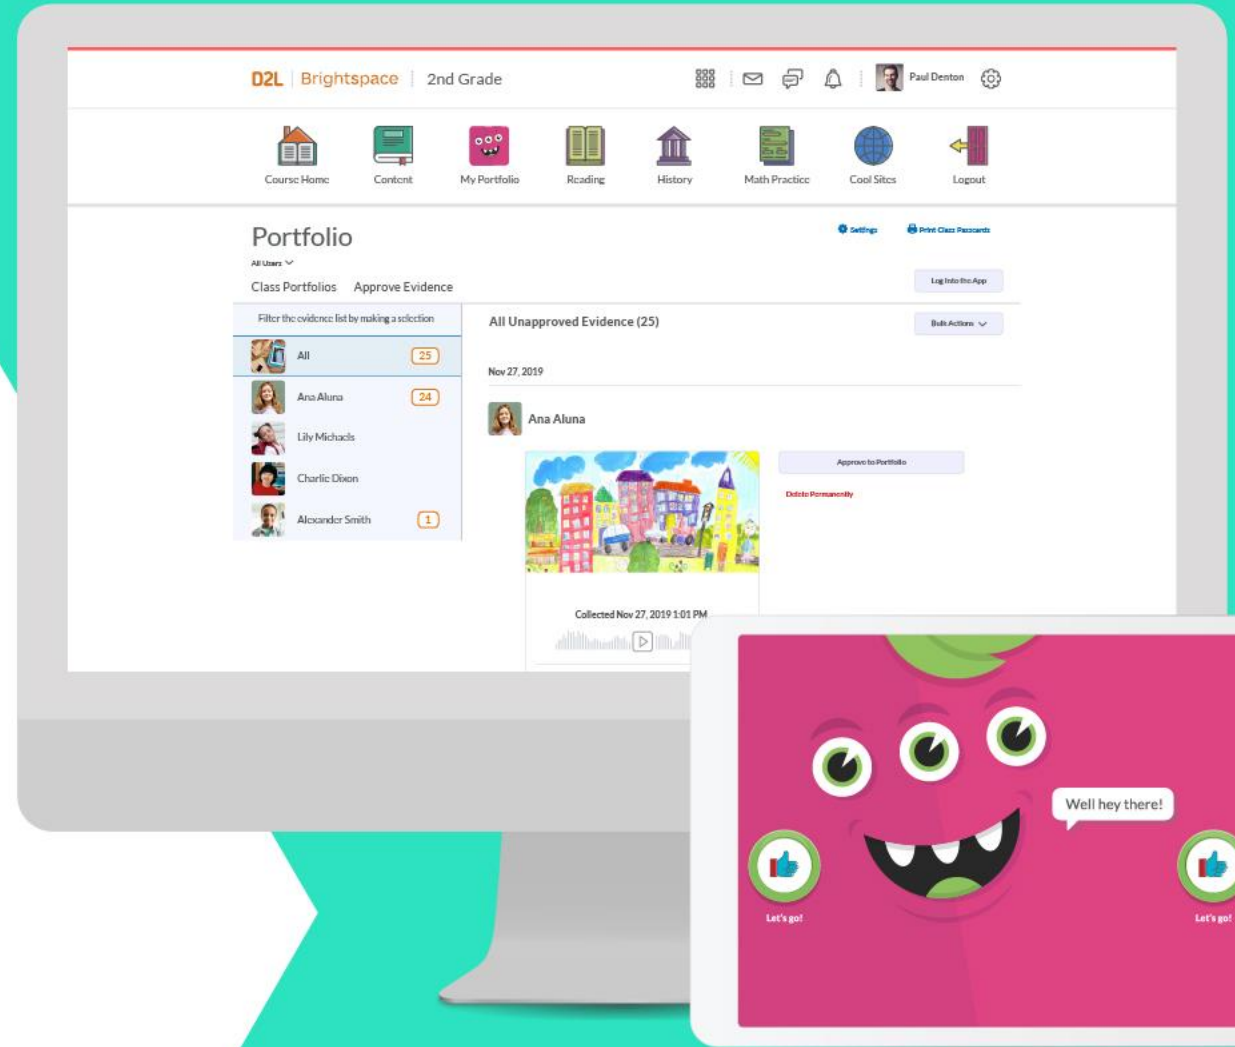 D2L Brightspace 2nd Grade
Paul Denton
Course Home Content My Portfolio Reading History Math Practice Cool Sites Logout
Portfolio
Settings Print Class Passcards
All Users
Class Portfolios Approve Evidence
Log Into the App
Filter the evidence list by making a selection
All Unapproved Evidence (25)
Bulk Actions
All 25
Nov 27, 2019
Ana Aluna 24
Ana Aluna
Lily Michaels
Approve to Portfolio
Charlie Dixon
Delete Permanently
Alexander Smith 1
Collected Nov 27, 2019 1:01 PM
Well hey there!
Let's go!
Let's go!